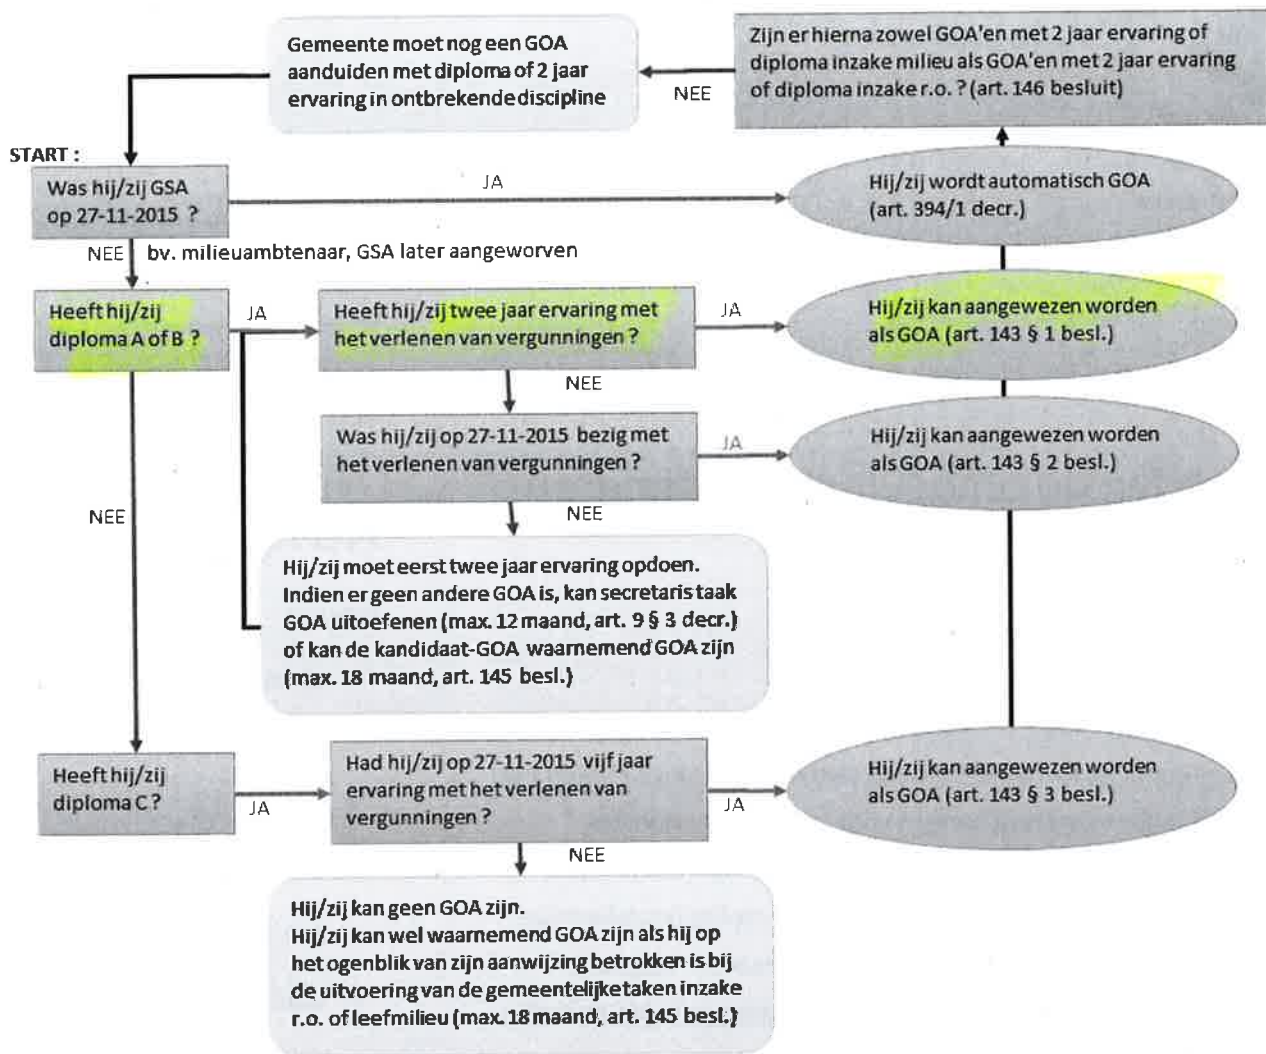 Gemeente moet nog een GOA
aanduiden met diploma of 2 jaar
ervaring in ontbrekende discipline
NEE
Zijn er hierna zowel GOA'en met 2 jaar ervaring of
diploma inzake milieu als GOA'en met 2 jaar ervaring
of diploma inzake r.o. ? (art. 146 besluit)
START :
Was hij/zij GSA
op 27-11-2015 ?
JA
Hij/zij wordt automatisch GOA
(art. 394/1 decr.)
NEE bv. milieuambtenaar, GSA later aangeworven
Heeft hij/zij
diploma A of B ?
JA
Heeft hij/zij twee jaar ervaring met
het verlenen van vergunningen ?
JA
Hij/zij kan aangewezen worden
als GOA (art. 143 § 1 besl.)
NEE
Was hij/zij op 27-11-2015 bezig met
het verlenen van vergunningen ?
JA
Hij/zij kan aangewezen worden
als GOA (art. 143 § 2 besl.)
NEE
NEE
Hij/zij moet eerst twee jaar ervaring opdoen.
Indien er geen andere GOA is, kan secretaris taak
GOA uitoefenen (max. 12 maand, art. 9 § 3 decr.)
of kan de kandidaat-GOA waarnemend GOA zijn
(max. 18 maand, art. 145 besl.)
Heeft hij/zij
diploma C ?
JA
Had hij/zij op 27-11-2015 vijf jaar
ervaring met het verlenen van
vergunningen ?
JA
Hij/zij kan aangewezen worden
als GOA (art. 143 § 3 besl.)
NEE
Hij/zij kan geen GOA zijn.
Hij/zij kan wel waarnemend GOA zijn als hij op
het ogenblik van zijn aanwijzing betrokken is bij
de uitvoering van de gemeentelijke taken inzake
r.o. of leefmilieu (max. 18 maand, art. 145 besl.)